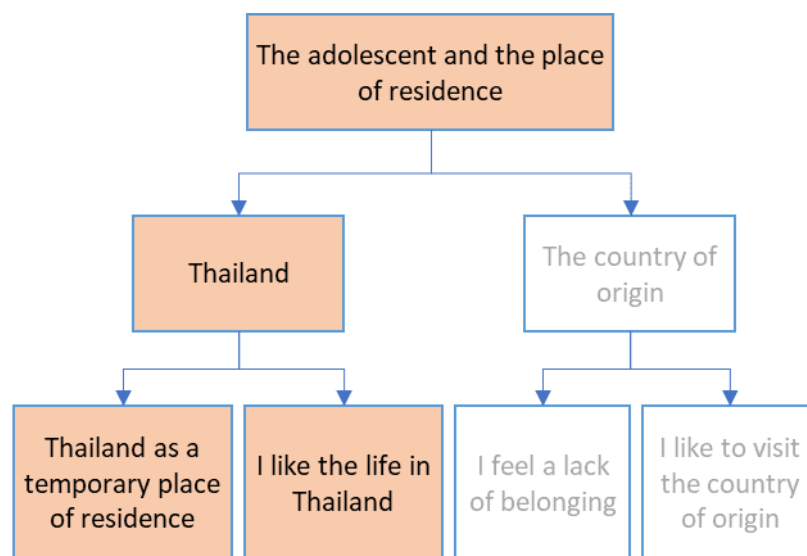 The adolescent and the place
of residence
Thailand
The country of
origin
Thailand as a
temporary place
of residence
I like the life in
Thailand
I feel a lack
of belonging
I like to visit
the country
of origin